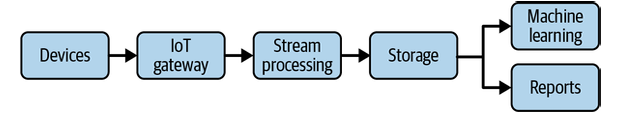 Devices
IoT
gateway
Stream
processing
Storage
Machine
learning
Reports